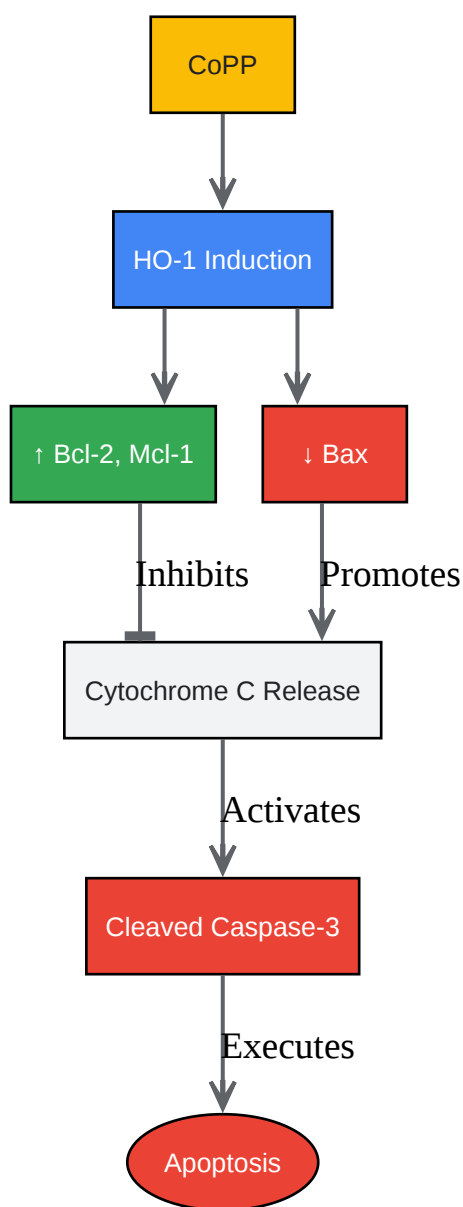 CoPP
HO-1 Induction
↑ Bcl-2, Mcl-1
↓ Bax
Inhibits
Promotes
Cytochrome C Release
Activates
Cleaved Caspase-3
Executes
Apoptosis